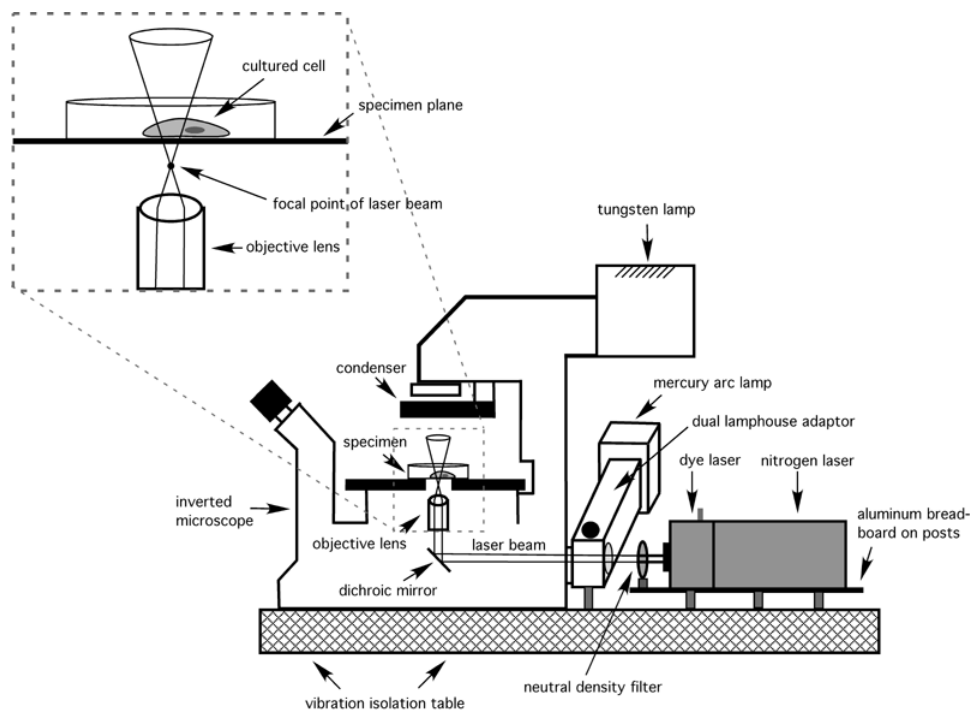 cultured cell
specimen plane
focal point of laser beam
objective lens
tungsten lamp
condenser
mercury arc lamp
dual lamphouse adaptor
specimen
dye laser
nitrogen laser
inverted
microscope
aluminum bread-
board on posts
objective lens
laser beam
dichroic mirror
neutral density filter
vibration isolation table